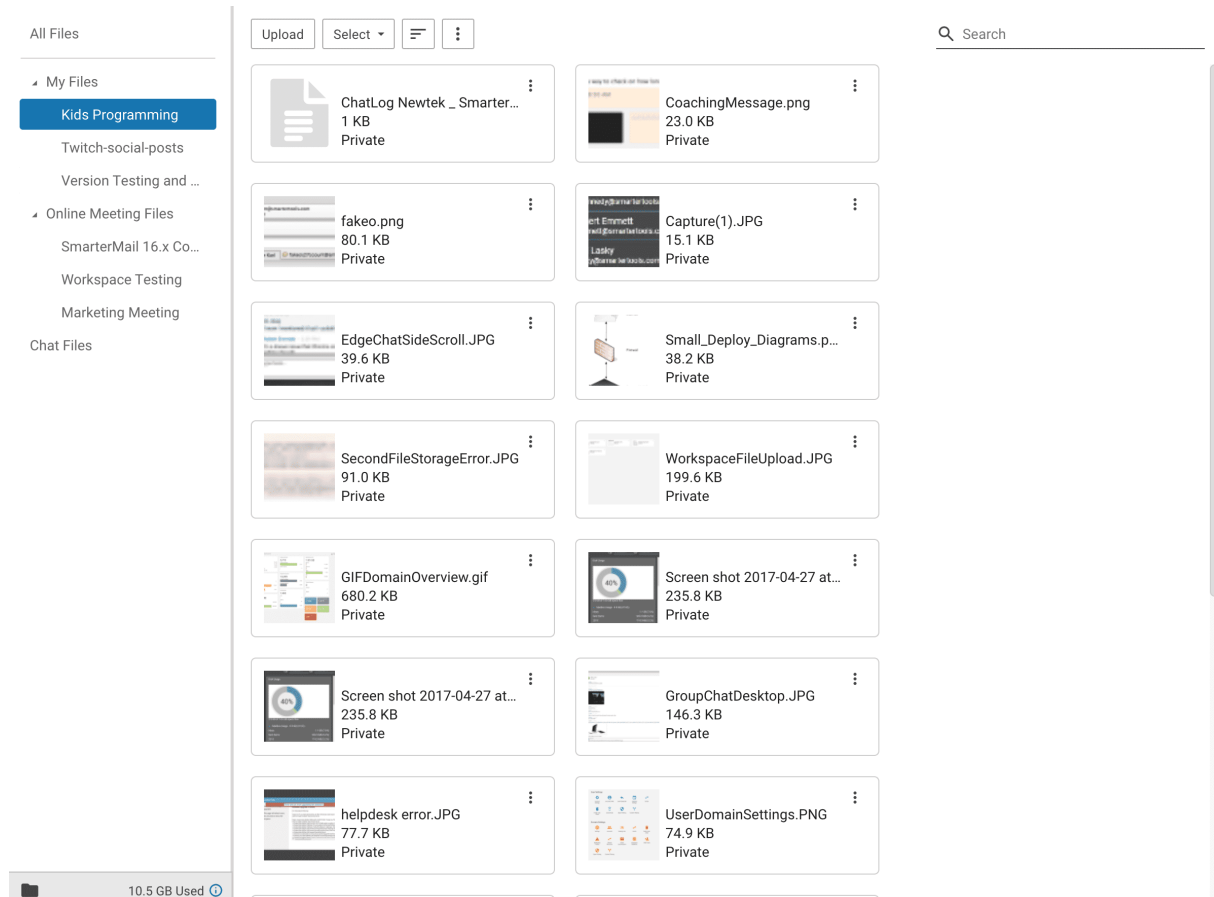 All Files
My Files
Kids Programming
Twitch-social-posts
Version Testing and ...
Online Meeting Files
SmarterMail 16.x Co...
Workspace Testing
Marketing Meeting
Chat Files
10.5 GB Used
Upload
Select
Search
ChatLog Newtek _ Smarter...
1 KB
Private
CoachingMessage.png
23.0 KB
Private
fakeo.png
80.1 KB
Private
ert Emmett
Lasky
Capture(1).JPG
15.1 KB
Private
EdgeChatSideScroll.JPG
39.6 KB
Private
Small_Deploy_Diagrams.p...
38.2 KB
Private
SecondFileStorageError.JPG
91.0 KB
Private
WorkspaceFileUpload.JPG
199.6 KB
Private
GIFDomainOverview.gif
680.2 KB
Private
40%
Screen shot 2017-04-27 at...
235.8 KB
Private
40%
Screen shot 2017-04-27 at...
235.8 KB
Private
GroupChatDesktop.JPG
146.3 KB
Private
helpdesk error.JPG
77.7 KB
Private
UserDomainSettings.PNG
74.9 KB
Private